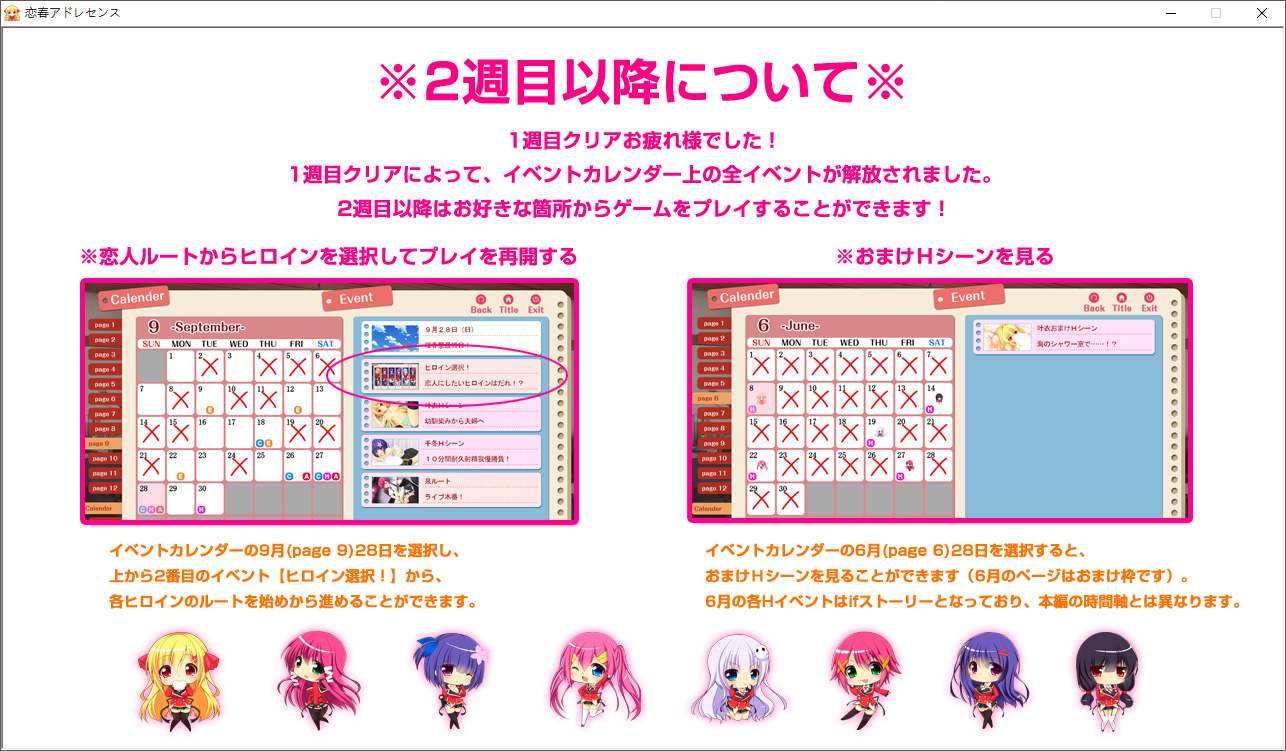 恋春アドレセンス
※2週目以降について※
1週目クリアお疲れ様でした！
1週目クリアによって、イベントカレンダー上の全イベントが解放されました。
2週目以降はお好きな箇所からゲームをプレイすることができます！
※恋人ルートからヒロインを選択してプレイを再開する
Calender
Event
Back Title Exit
9 -September-
SUN MON TUE WED THU FRI SAT
1 2 3 4 5 6
7 8 9 10 11 12 13
14 15 16 17 18 19 20
21 22 23 24 25 26 27
28 29 30
page 1
page 2
page 3
page 4
page 5
page 6
page 7
page 8
page 9
page 10
page 11
page 12
Calender
9月28日（日）
ヒロイン選択！
恋人にしたいヒロインはだれ！？
叶衣Hシーン
幼馴染みから夫婦へ
千冬Hシーン
10分間耐久射精我慢勝負！
泉ルート
ライブ本番！
※おまけHシーンを見る
Calender
Event
Back Title Exit
6 -June-
SUN MON TUE WED THU FRI SAT
1 2 3 4 5 6 7
8 9 10 11 12 13 14
15 16 17 18 19 20 21
22 23 24 25 26 27 28
29 30
page 1
page 2
page 3
page 4
page 5
page 6
page 7
page 8
page 9
page 10
page 11
page 12
Calender
叶衣おまけHシーン
海のシャワー室で……！？
イベントカレンダーの9月(page 9)28日を選択し、
上から2番目のイベント【ヒロイン選択！】から、
各ヒロインのルートを始めから進めることができます。
イベントカレンダーの6月(page 6)28日を選択すると、
おまけHシーンを見ることができます（6月のページはおまけ枠です）。
6月の各Hイベントはifストーリーとなっており、本編の時間軸とは異なります。